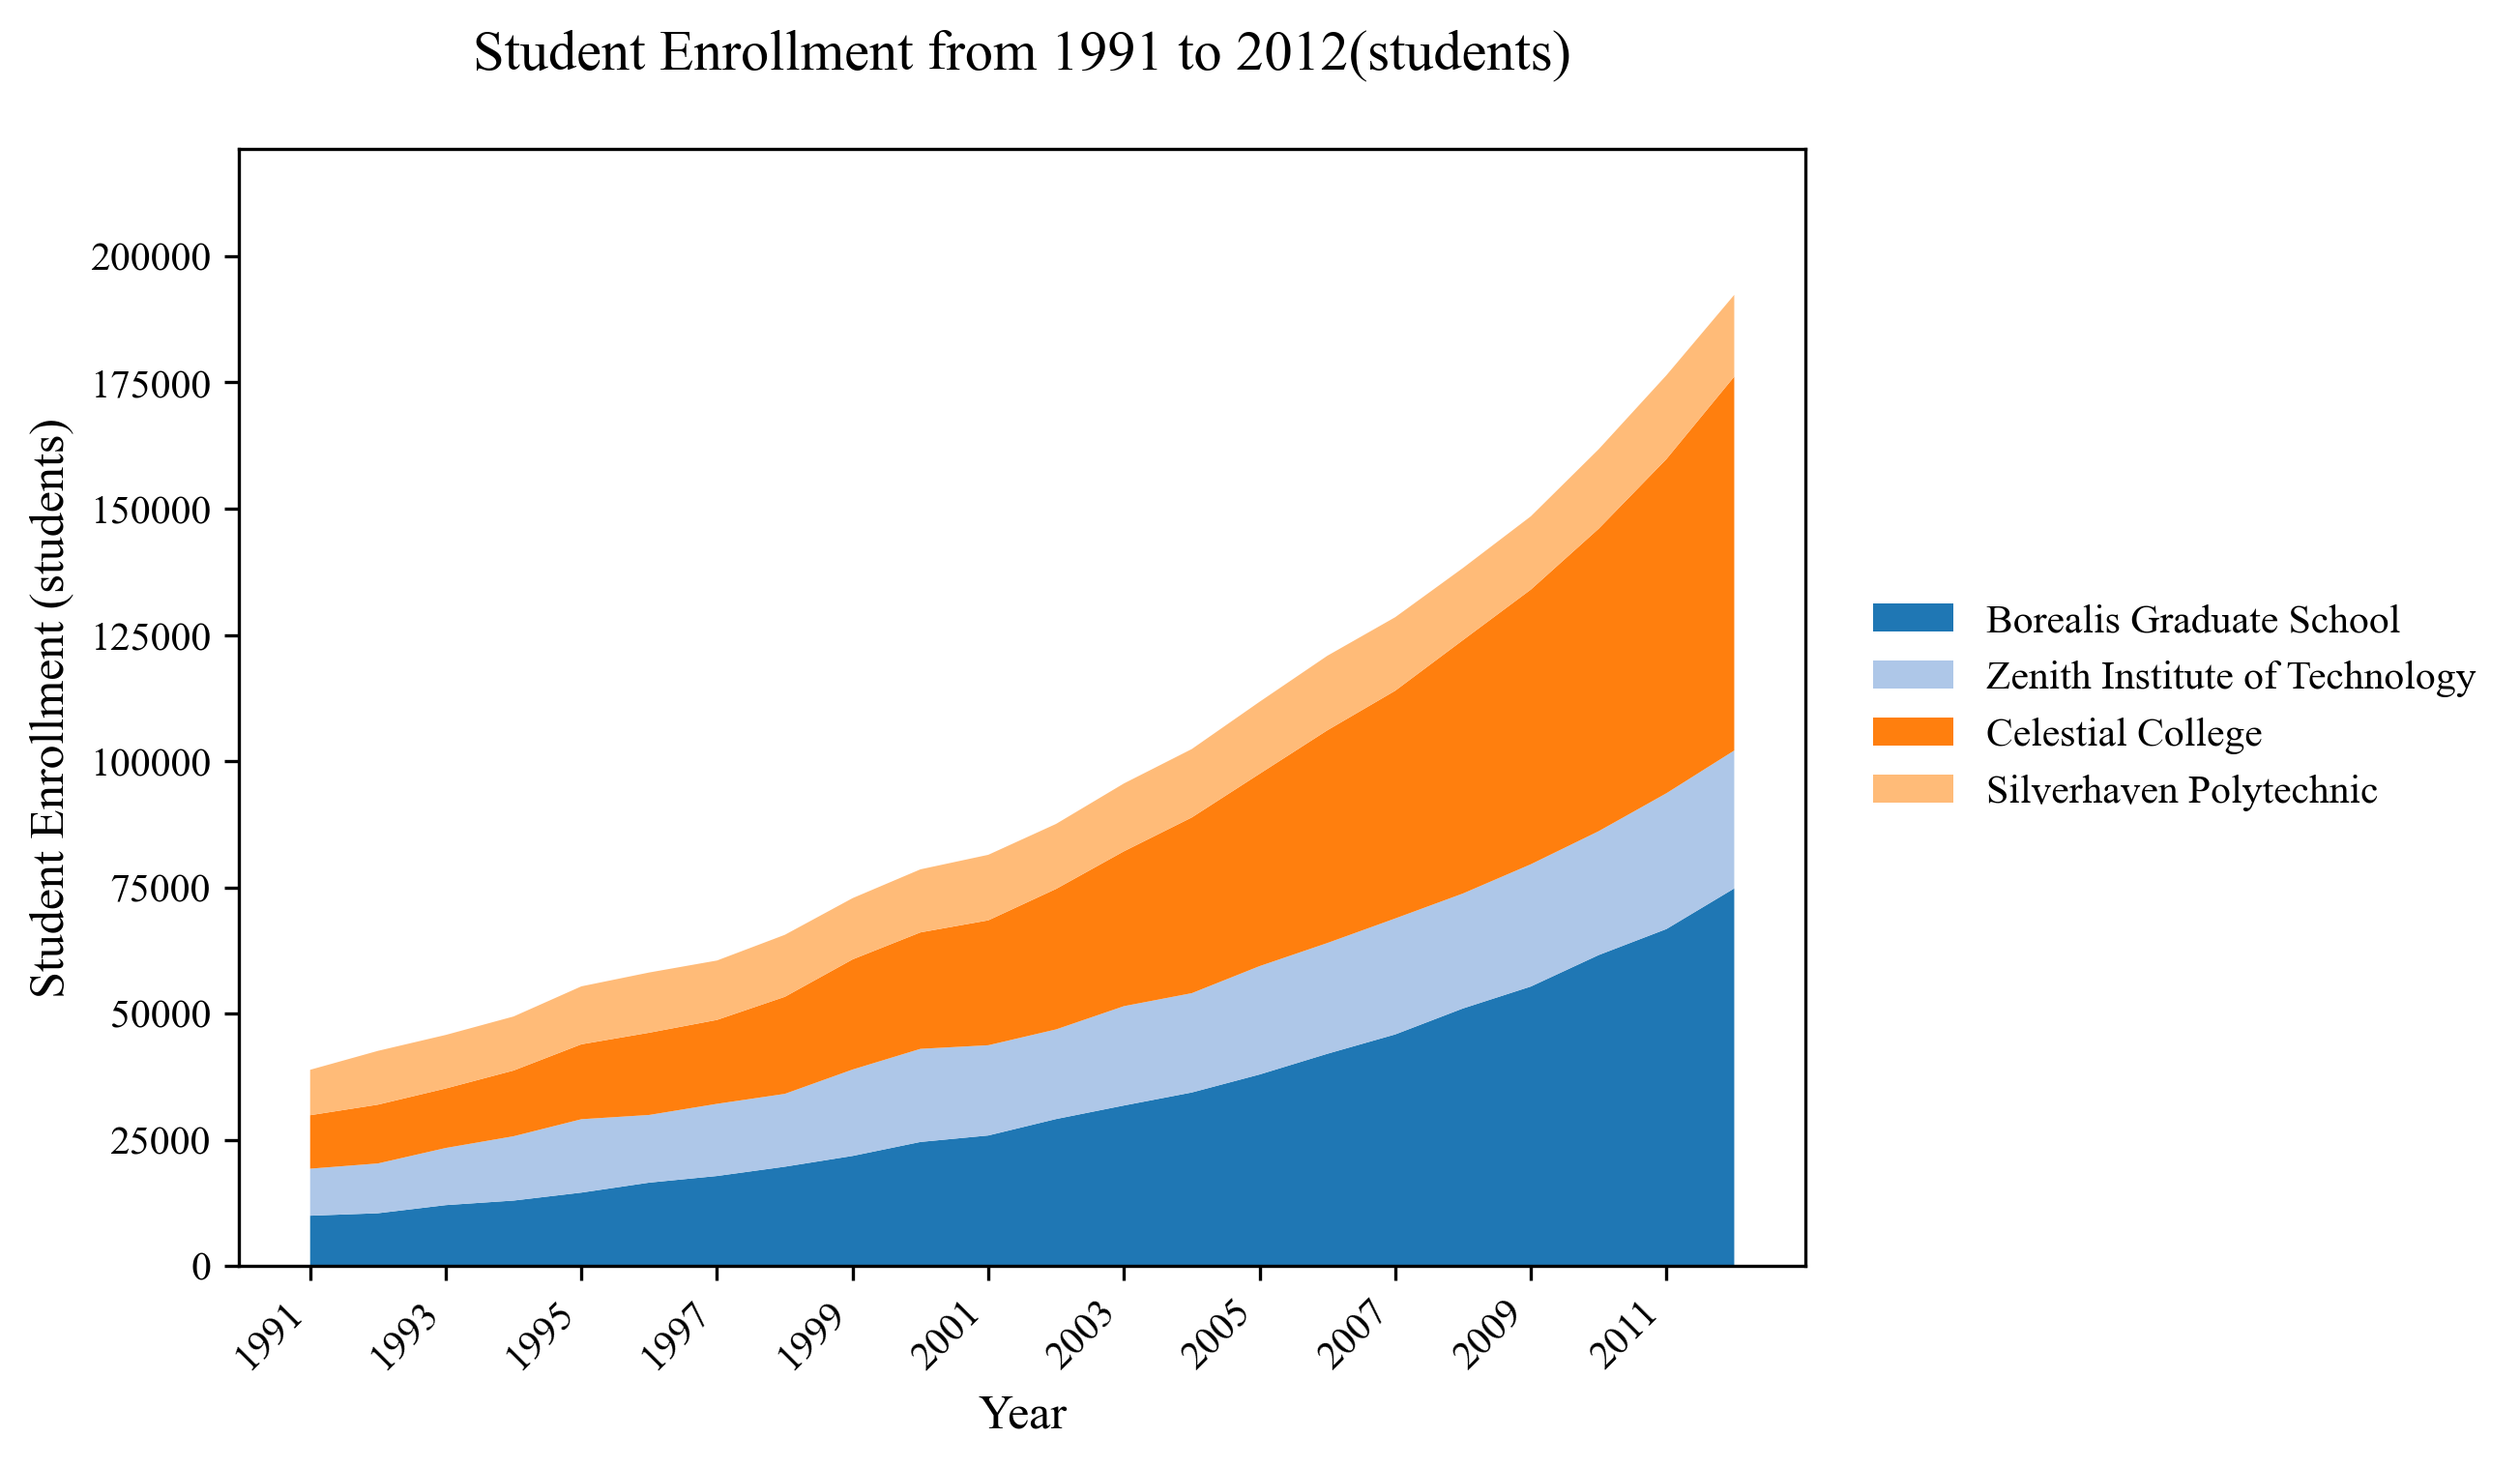 Student Enrollment from 1991 to 2012(students)
Student Enrollment (students)
200000
175000
150000
125000
100000
75000
50000
25000
0
1991
1993
1995
1997
1999
2001
2003
2005
2007
2009
2011
Year
Borealis Graduate School
Zenith Institute of Technology
Celestial College
Silverhaven Polytechnic